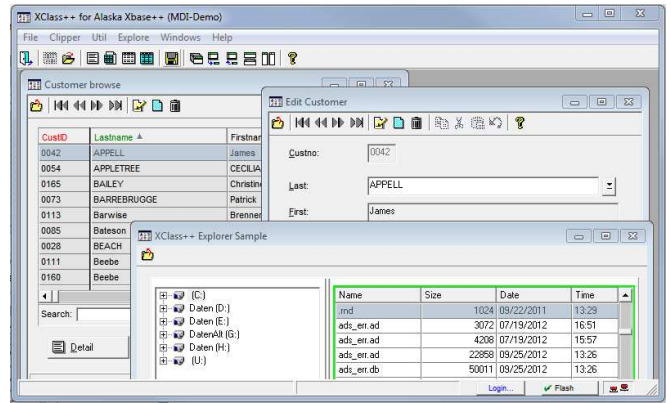 XClass++ for Alaska Xbase++ (MDI-Demo)
File Clipper Util Explore Windows Help
Customer browse
CustID Lastname Firstnar
0042 APPELL James
0054 APPLETREE CECILIA
0165 BAILEY Christine
0073 BARREBRUGGE Patrick
0113 Barwise Brenner
0085 Bateson
0028 BEACH
0111 Beebe
0160 Beebe
Search:
Detail
Edit Customer
Custno: 0042
Last: APPELL
First: James
XClass++ Explorer Sample
(C:)
Daten (D:)
Daten (E:)
DatenAlt (G:)
Daten (H:)
(U:)
Name Size Date Time
.rnd 1024 09/22/2011 13:29
ads_err.ad 3072 07/19/2012 16:51
ads_err.ad 4208 07/19/2012 15:57
ads_err.ad 22858 09/25/2012 13:26
ads_err.db 50011 09/25/2012 13:26
Login... Flash